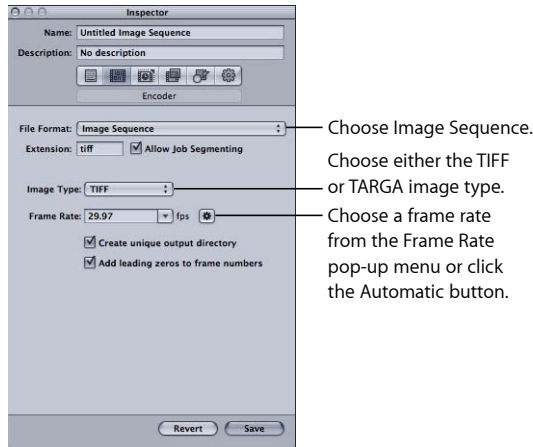 Inspector
Name: Untitled Image Sequence
Description: No description
Encoder
File Format: Image Sequence
Extension: tiff Allow Job Segmenting
Image Type: TIFF
Frame Rate: 29.97 fps
Create unique output directory
Add leading zeros to frame numbers
Revert Save
Choose Image Sequence.
Choose either the TIFF
or TARGA image type.
Choose a frame rate
from the Frame Rate
pop-up menu or click
the Automatic button.